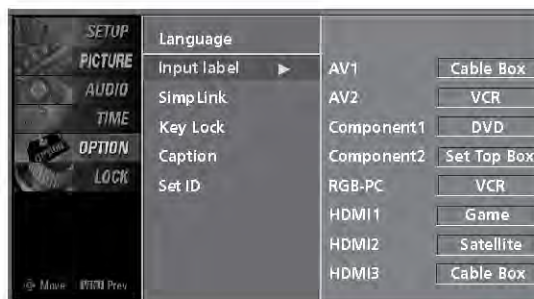 SETUP
PICTURE
AUDIO
TIME
OPTION
LOCK
Move MENU Prev
Language
Input label ▶
SimpLink
Key Lock
Caption
Set ID
AV1 Cable Box
AV2 VCR
Component1 DVD
Component2 Set Top Box
RGB-PC VCR
HDMI1 Game
HDMI2 Satellite
HDMI3 Cable Box